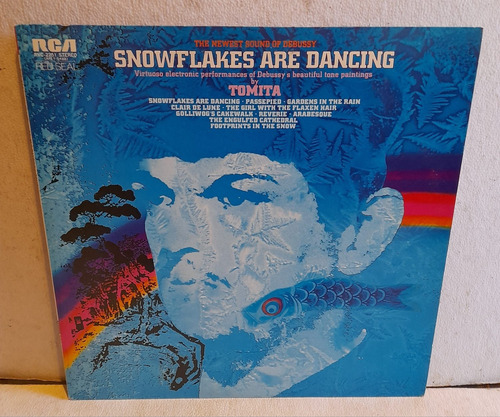 RCA
RED SEAL
THE NEWEST SOUND OF DEBUSSY
SNOWFLAKES ARE DANCING
Virtuoso electronic performances of Debussy's beautiful tone paintings
by
TOMITA
SNOWFLAKES ARE DANCING · PASSEPIED · GARDENS IN THE RAIN
CLAIR DE LUNE · THE GIRL WITH THE FLAXEN HAIR
GOLLIWOG'S CAKEWALK · REVERIE · ARABESQUE
THE ENGULFED CATHEDRAL
FOOTPRINTS IN THE SNOW